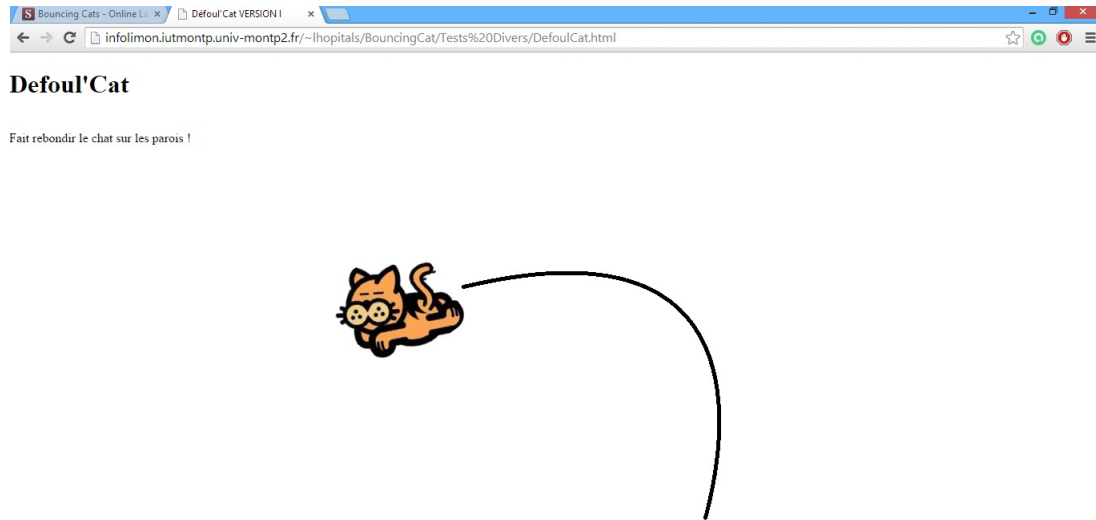 Bouncing Cats - Online La
Défoul'Cat VERSION I
infolimon.iutmontp.univ-montp2.fr/~lhopitals/BouncingCat/Tests%20Divers/DefoulCat.html
Defoul'Cat
Fait rebondir le chat sur les parois !